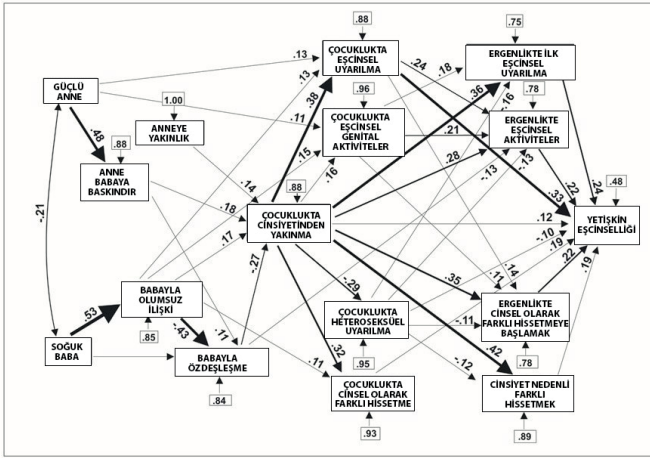 .88
.75
ÇOCUKLUKTA
EŞCİNSEL
UYARILMA
ERGENLİKTE İLK
EŞCİNSEL
UYARILMA
.13
.24
.18
.13
GÜÇLÜ
ANNE
1.00
.96
.38
.36
-.16
.78
ANNEYE
YAKINLIK
.11
ÇOCUKLUKTA
EŞCİNSEL
GENITAL
AKTİVİTELER
ERGENLİKTE
EŞCİNSEL
AKTİVİTELER
.48
.88
.21
.15
.16
.28
-.13
-.13
ANNE
BABAYA
BASKINDIR
.14
.88
.33
.22
.24
.48
-.21
.18
ÇOCUKLUKTA
CİNSİYETİNDEN
YAKINMA
.12
YETİŞKİN
EŞCİNSELLİĞİ
.17
-.10
.19
.22
.19
-.27
-.29
.35
.11
.14
BABAYLA
OLUMSUZ
İLİŞKİ
.53
-.43
.11
ÇOCUKLUKTA
HETEROSEKSÜEL
UYARILMA
-.11
ERGENLİKTE
CİNSEL OLARAK
FARKLI HİSSETMEYE
BAŞLAMAK
.85
SOĞUK
BABA
BABAYLA
ÖZDEŞLEŞME
.11
.32
.95
-.12
.42
.78
ÇOCUKLUKTA
CİNSEL OLARAK
FARKLI HİSSETME
CİNSİYET NEDENLİ
FARKLI
HİSSETMEK
.84
.93
.89